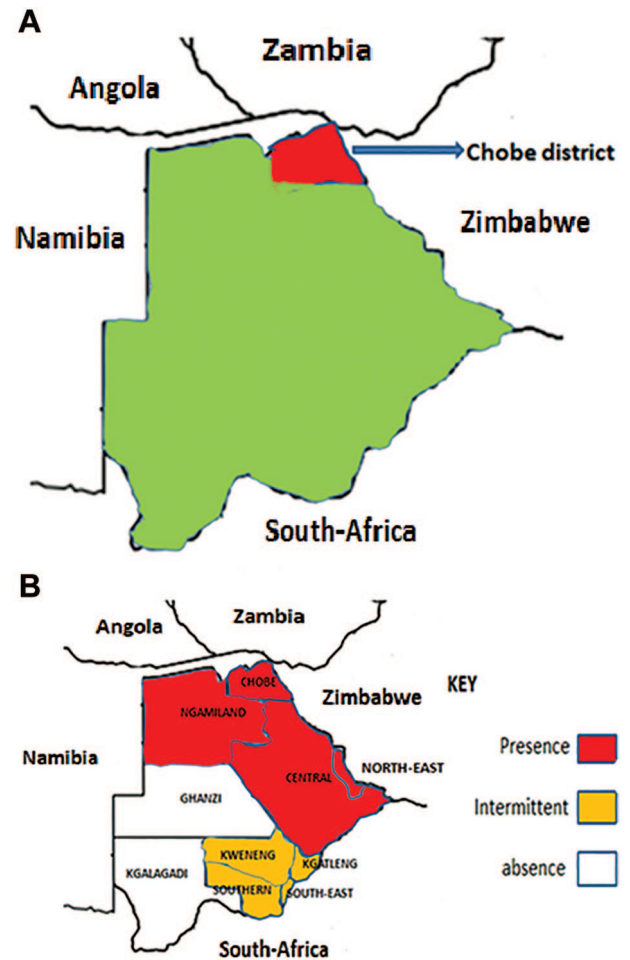 A
Zambia
Angola
Chobe district
Zimbabwe
Namibia
South-Africa
B
Angola
Zambia
KEY
CHOBE
Zimbabwe
NGAMILAND
Presence
Namibia
NORTH-EAST
CENTRAL
GHANZI
Intermittent
KWENENG
KGATLENG
absence
KGALAGADI
SOUTHERN
SOUTH-EAST
South-Africa